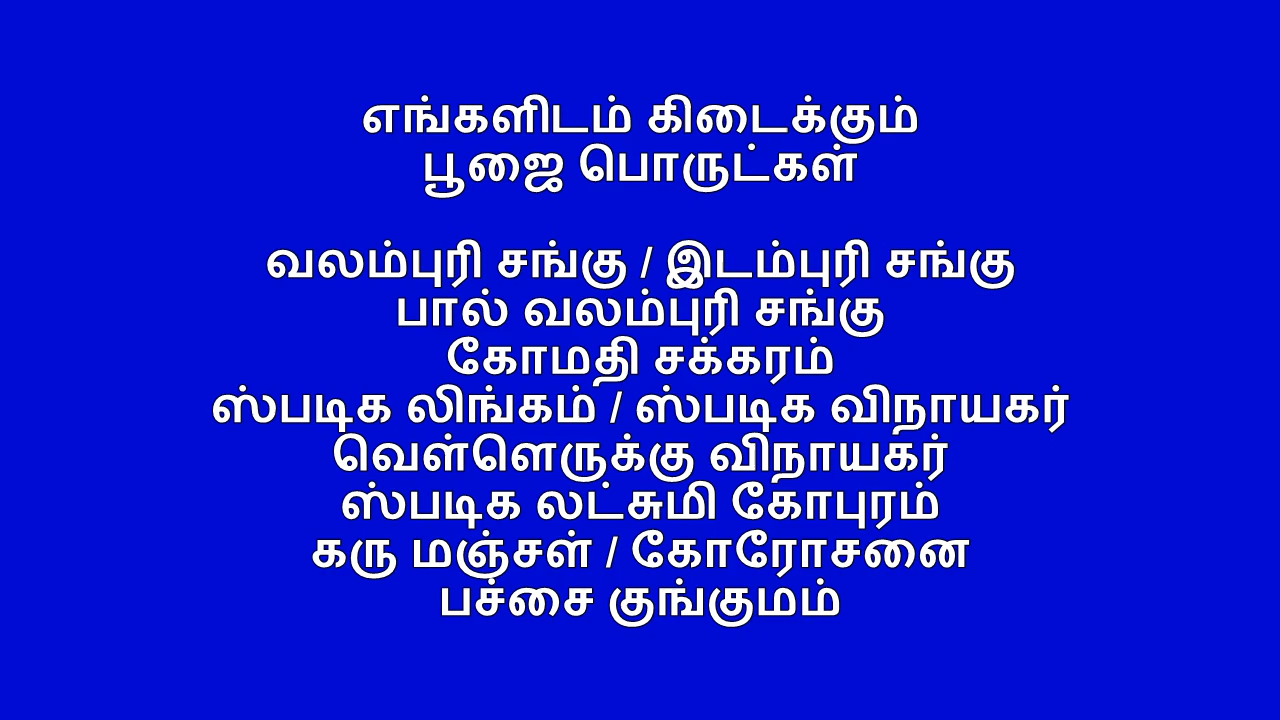 எங்களிடம் கிடைக்கும்
பூஜை பொருட்கள்
வலம்புரி சங்கு / இடம்புரி சங்கு
பால் வலம்புரி சங்கு
கோமதி சக்கரம்
ஸ்படிக லிங்கம் / ஸ்படிக விநாயகர்
வெள்ளெருக்கு விநாயகர்
ஸ்படிக லட்சுமி கோபுரம்
கரு மஞ்சள் / கோரோசனை
பச்சை குங்குமம்